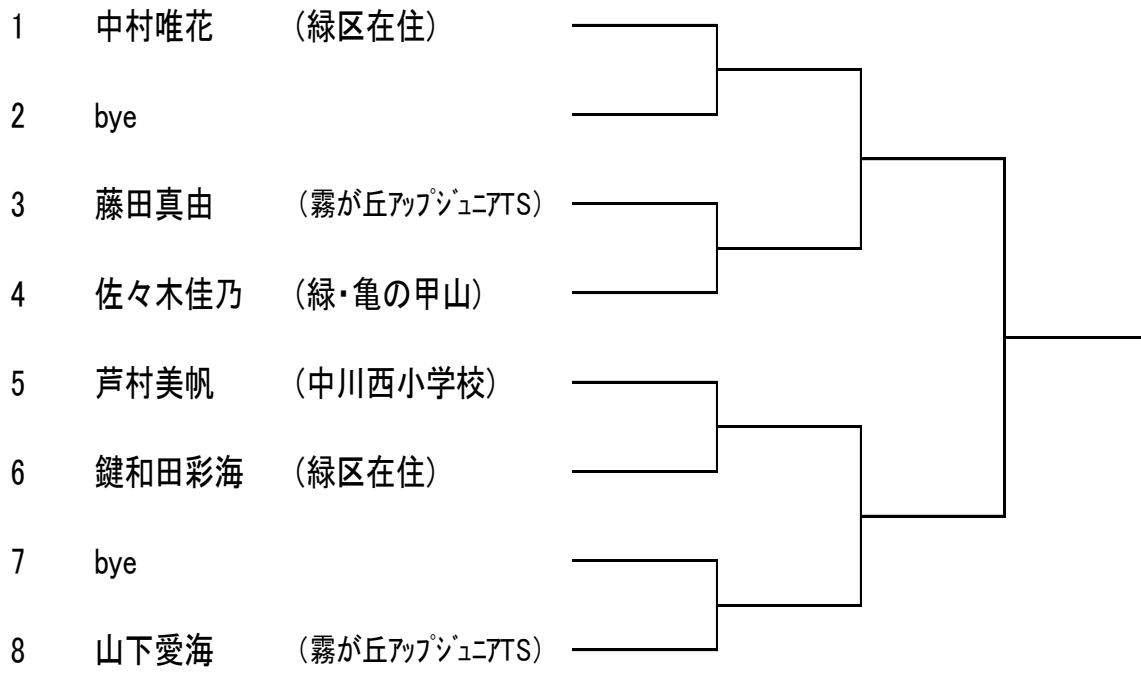 1 中村唯花 （緑区在住）
2 bye
3 藤田真由 （霧が丘ｱｯﾌﾟｼﾞｭﾆｱTS）
4 佐々木佳乃 （緑・亀の甲山）
5 芦村美帆 （中川西小学校）
6 鍵和田彩海 （緑区在住）
7 bye
8 山下愛海 （霧が丘ｱｯﾌﾟｼﾞｭﾆｱTS）